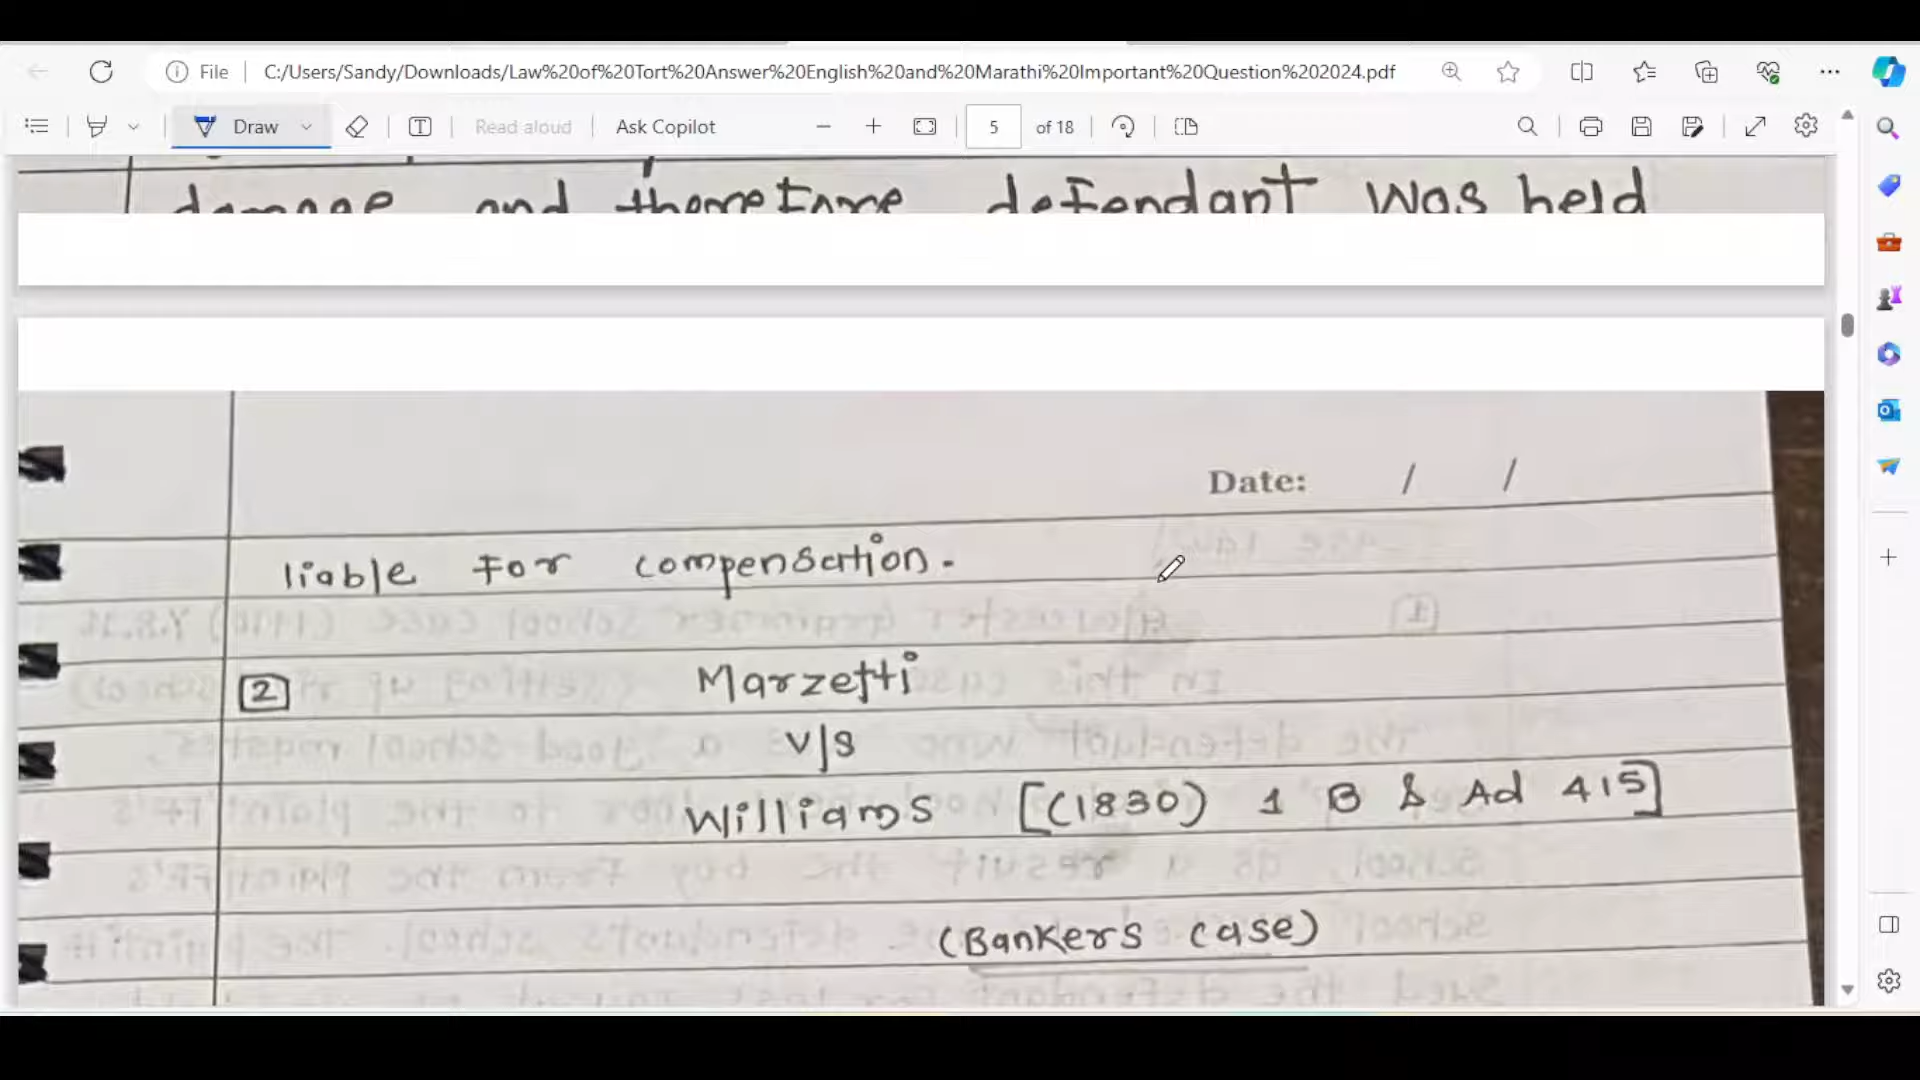 File
C:/Users/Sandy/Downloads/Law%20of%20Tort%20Answer%20English%20and%20Marathi%20Important%20Question%202024.pdf
Draw
Read aloud
Ask Copilot
5
of 18
damage and therefore defendant was held
Date: / /
liable for compensation.
2 Marzetti
v/s
Williams [(1830) 1 B & Ad 415]
(Bankers case)